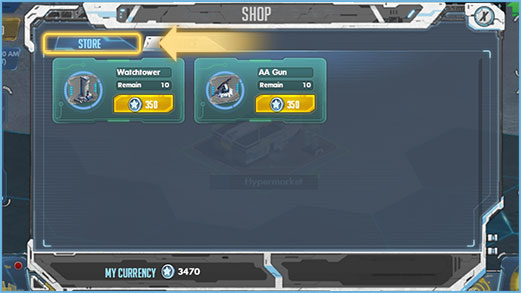 SHOP
X
STORE
Watchtower
Remain 10
350
AA Gun
Remain 10
350
Hypermarket
MY CURRENCY 3470